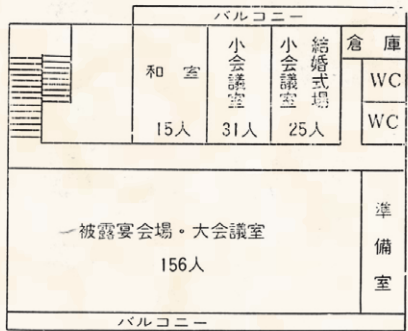 バルコニー
和室
15人
小会議室
31人
結婚式場
小会議室
25人
倉庫
WC
WC
被露宴会場・大会議室
156人
準備室
バルコニー